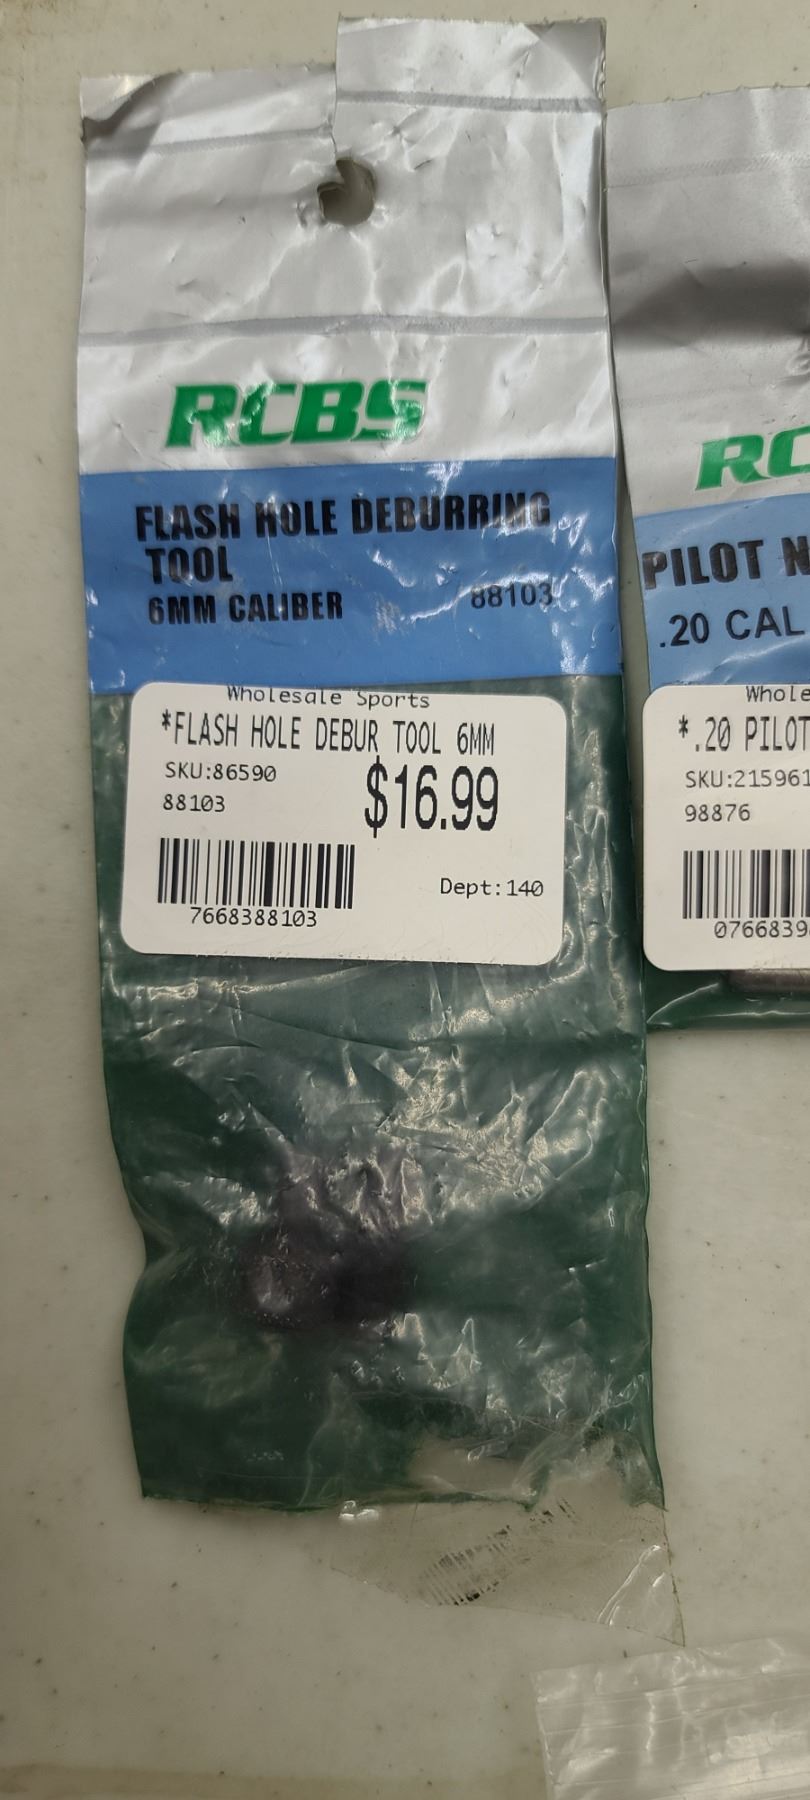 RCBS
FLASH HOLE DEBURRING
TOOL
6MM CALIBER 88103
Wholesale Sports
*FLASH HOLE DEBUR TOOL 6MM
SKU:86590
88103
$16.99
Dept:140
7668388103
RC
PILOT N
.20 CAL
Whole
*.20 PILOT
SKU:215961
98876
0766839